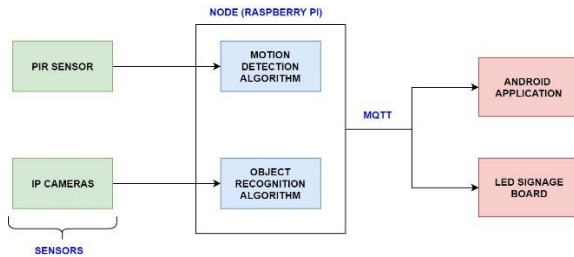 NODE (RASPBERRY PI)
PIR SENSOR
MOTION
DETECTION
ALGORITHM
ANDROID
APPLICATION
MQTT
IP CAMERAS
OBJECT
RECOGNITION
ALGORITHM
LED SIGNAGE
BOARD
SENSORS